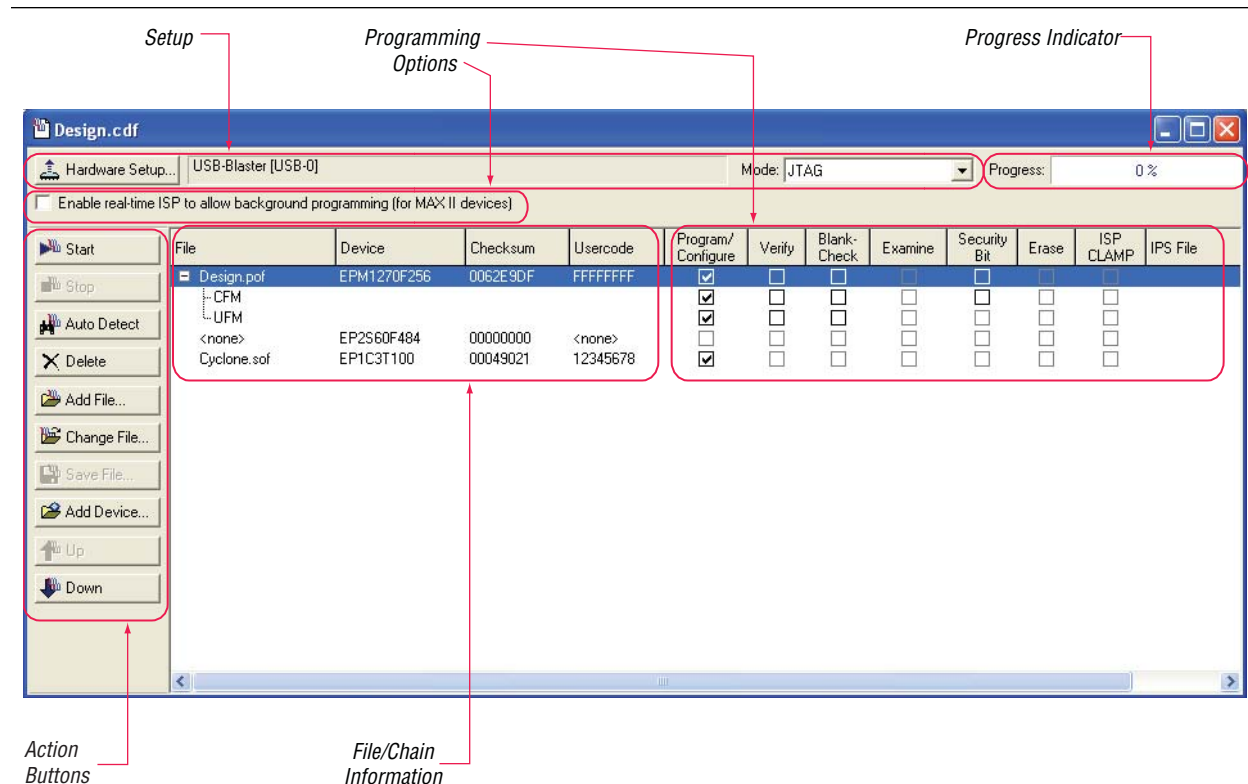 Setup
Programming
Options
Progress Indicator
Design.cdf
Hardware Setup... USB-Blaster [USB-0] Mode: JTAG Progress: 0 %
Enable real-time ISP to allow background programming (for MAX II devices)
Start
Stop
Auto Detect
Delete
Add File...
Change File...
Save File...
Add Device...
Up
Down
File Device Checksum Usercode Program/ Configure Verify Blank- Check Examine Security Bit Erase ISP CLAMP IPS File
Design.pof EPM1270F256 0062E9DF FFFFFFFF
CFM
UFM
<none> EP2S60F484 00000000 <none>
Cyclone.sof EP1C3T100 00049021 12345678
Action
Buttons
File/Chain
Information